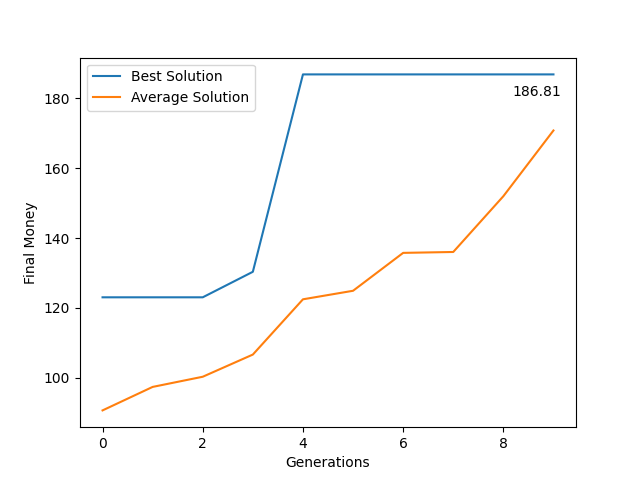 Best Solution
Average Solution
186.81
180
160
140
120
100
Final Money
0 2 4 6 8
Generations